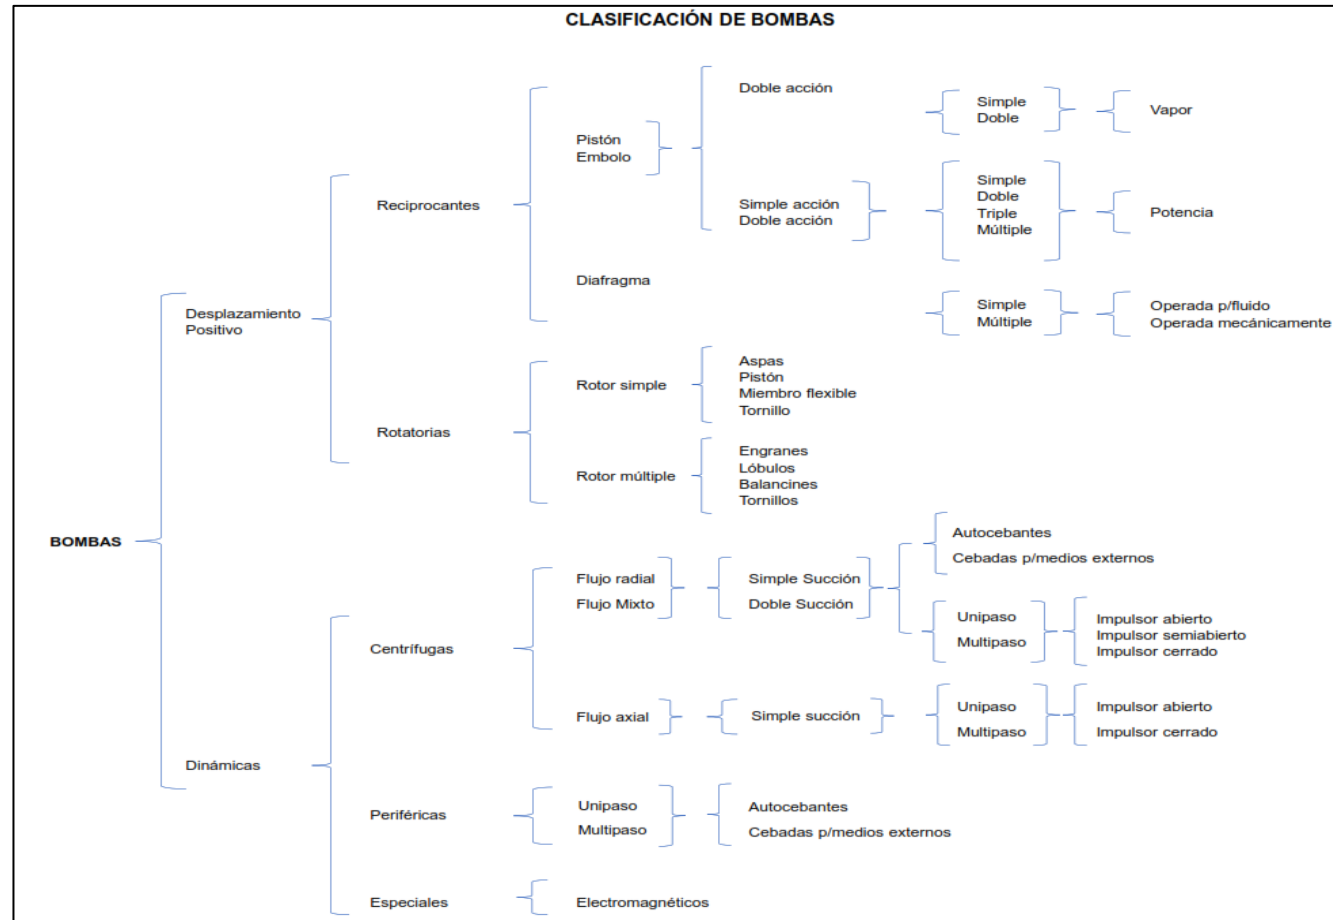 CLASIFICACIÓN DE BOMBAS
Doble acción
Simple
Doble
Vapor
Pistón
Embolo
Simple acción
Doble acción
Simple
Doble
Triple
Múltiple
Potencia
Reciprocantes
Diafragma
Simple
Múltiple
Operada p/fluido
Operada mecánicamente
Desplazamiento
Positivo
Rotatorias
Rotor simple
Aspas
Pistón
Miembro flexible
Tornillo
Rotor múltiple
Engranes
Lóbulos
Balancines
Tornillos
BOMBAS
Dinámicas
Centrífugas
Flujo radial
Flujo Mixto
Simple Succión
Doble Succión
Autocebantes
Cebadas p/medios externos
Unipaso
Multipaso
Impulsor abierto
Impulsor semiabierto
Impulsor cerrado
Flujo axial
Simple succión
Unipaso
Multipaso
Impulsor abierto
Impulsor cerrado
Periféricas
Unipaso
Multipaso
Autocebantes
Cebadas p/medios externos
Especiales
Electromagnéticos